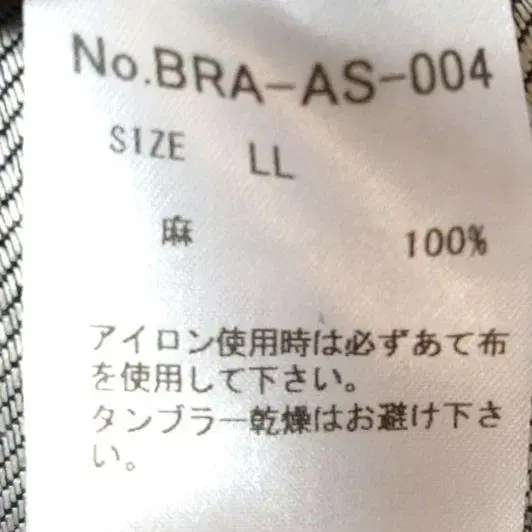 No.BRA-AS-004
SIZE LL
麻 100%
アイロン使用時は必ずあて布
を使用して下さい。
タンブラー乾燥はお避け下さ
い。